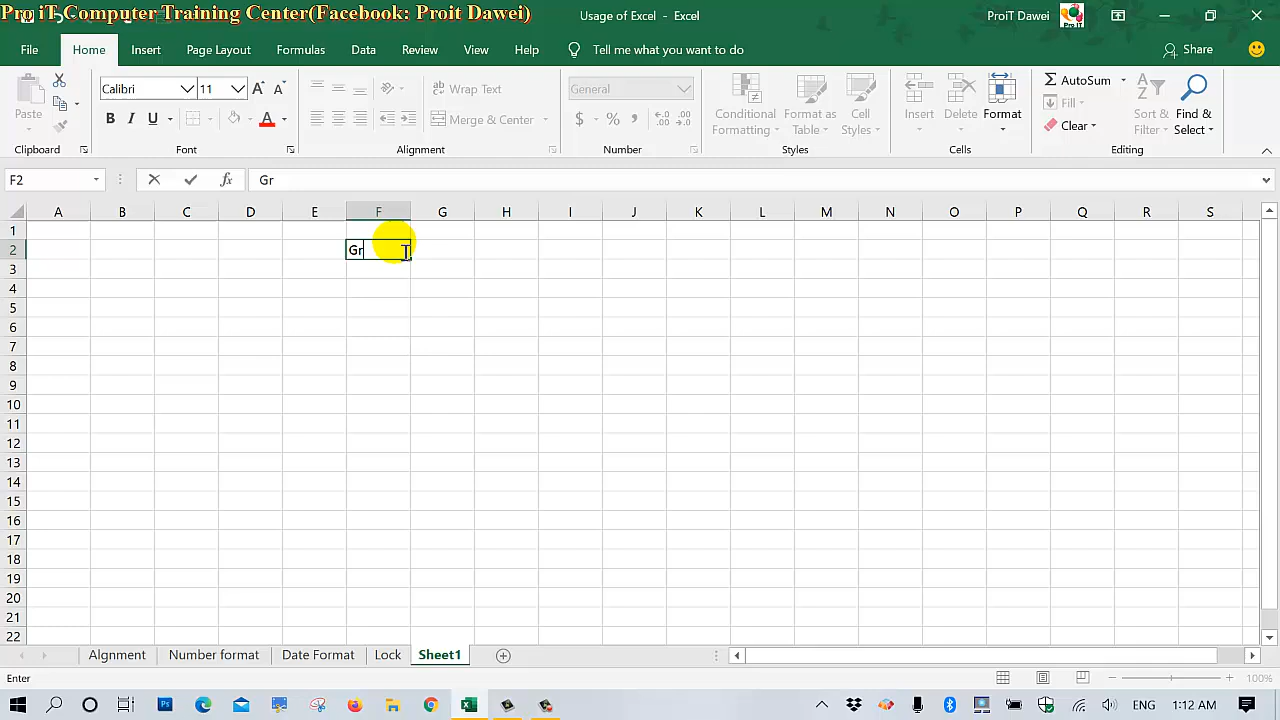 Pro iT Computer Training Center(Facebook: Proit Dawei)
Usage of Excel - Excel
ProiT Dawei
File Home Insert Page Layout Formulas Data Review View Help Tell me what you want to do Share
Paste
Calibri 11
B I U
Wrap Text
Merge & Center
General
$ % ,
Conditional Formatting
Format as Table
Cell Styles
Insert Delete Format
AutoSum
Fill
Clear
Sort & Filter
Find & Select
Clipboard Font Alignment Number Styles Cells Editing
F2 fx Gr
A B C D E F G H I J K L M N O P Q R S
1
2 Gr
3
4
5
6
7
8
9
10
11
12
13
14
15
16
17
18
19
20
21
22
Algnment Number format Date Format Lock Sheet1
Enter 100%
ENG 1:12 AM